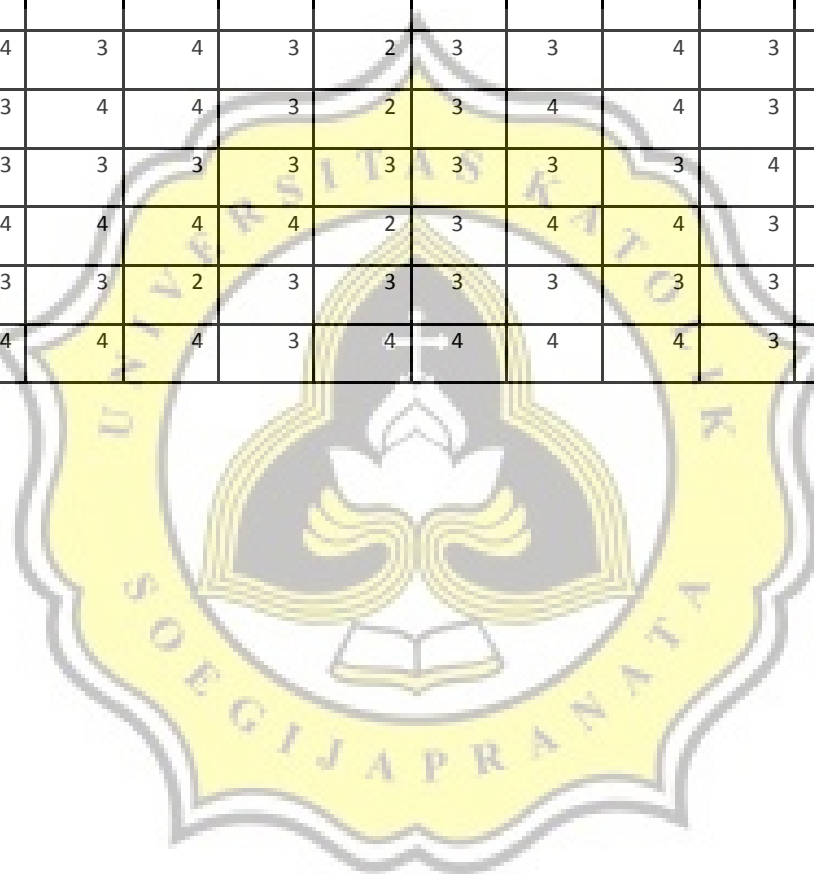 4 3 4 3 2 3 3 4 3
3 4 4 3 2 3 4 4 3
3 3 3 3 3 3 3 3 4
4 4 4 4 2 3 4 4 3
3 3 2 3 3 3 3 3 3
4 4 4 3 4 4 4 4 3
UNIVERSITAS KATOLIK
SOEGIJAPRANATA